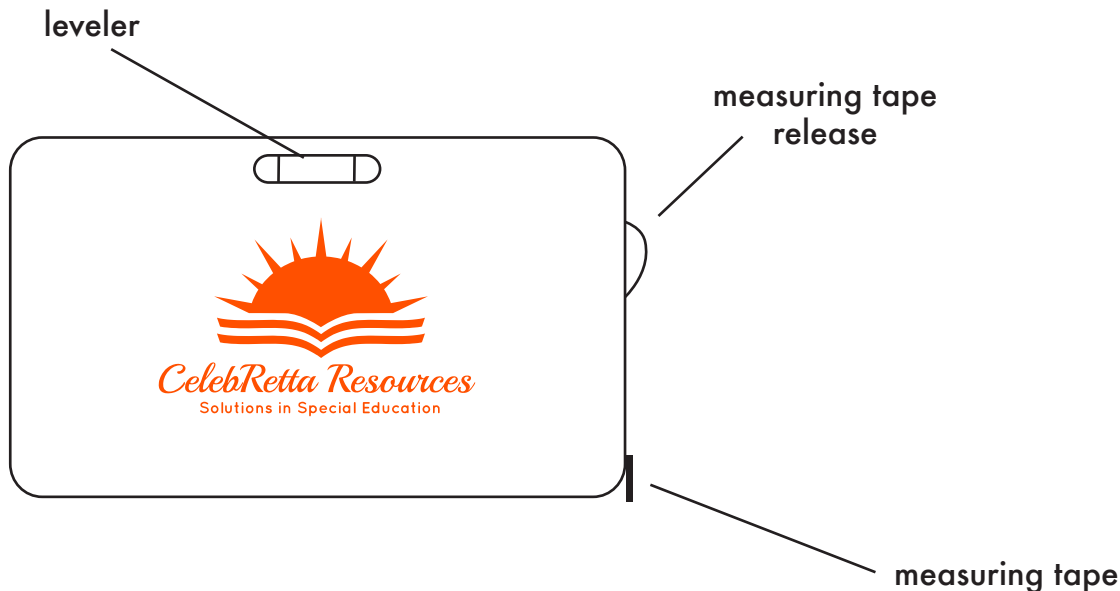 leveler
measuring tape
release
CelebRetta Resources
Solutions in Special Education
measuring tape